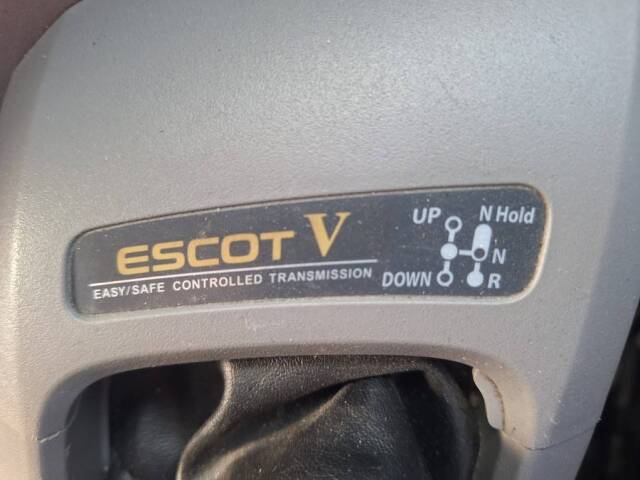 ESCOT V
EASY/SAFE CONTROLLED TRANSMISSION
UP
N Hold
N
DOWN
R